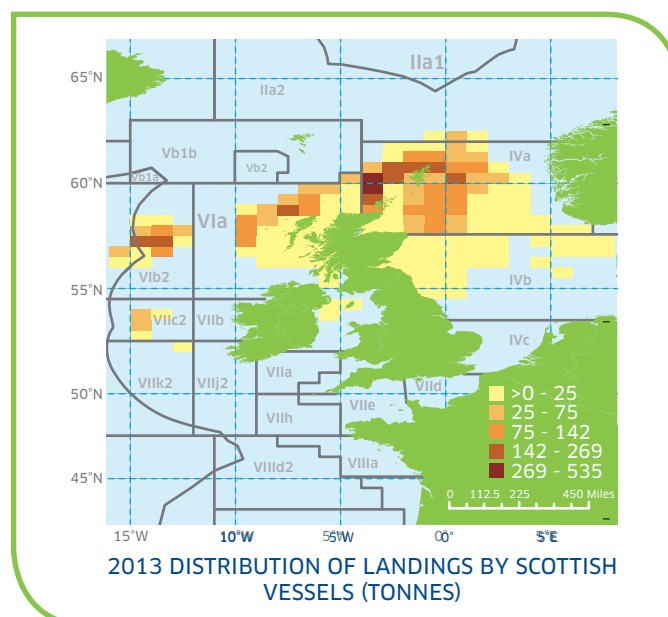 65°N
IIa1
IIa2
Vb1b
IVa
Vb2
Vb1a
60°N
VIa
VIb2
IVb
55°N
VIIc2
VIIb
IVc
VIIa
VIIk2
VIIj2
VIId
50°N
VIIe
VIIh
VIIId2
VIIIa
45°N
>0 - 25
25 - 75
75 - 142
142 - 269
269 - 535
0 112.5 225 450 Miles
15°W 10°W 5°W 0° 5°E
2013 DISTRIBUTION OF LANDINGS BY SCOTTISH
VESSELS (TONNES)